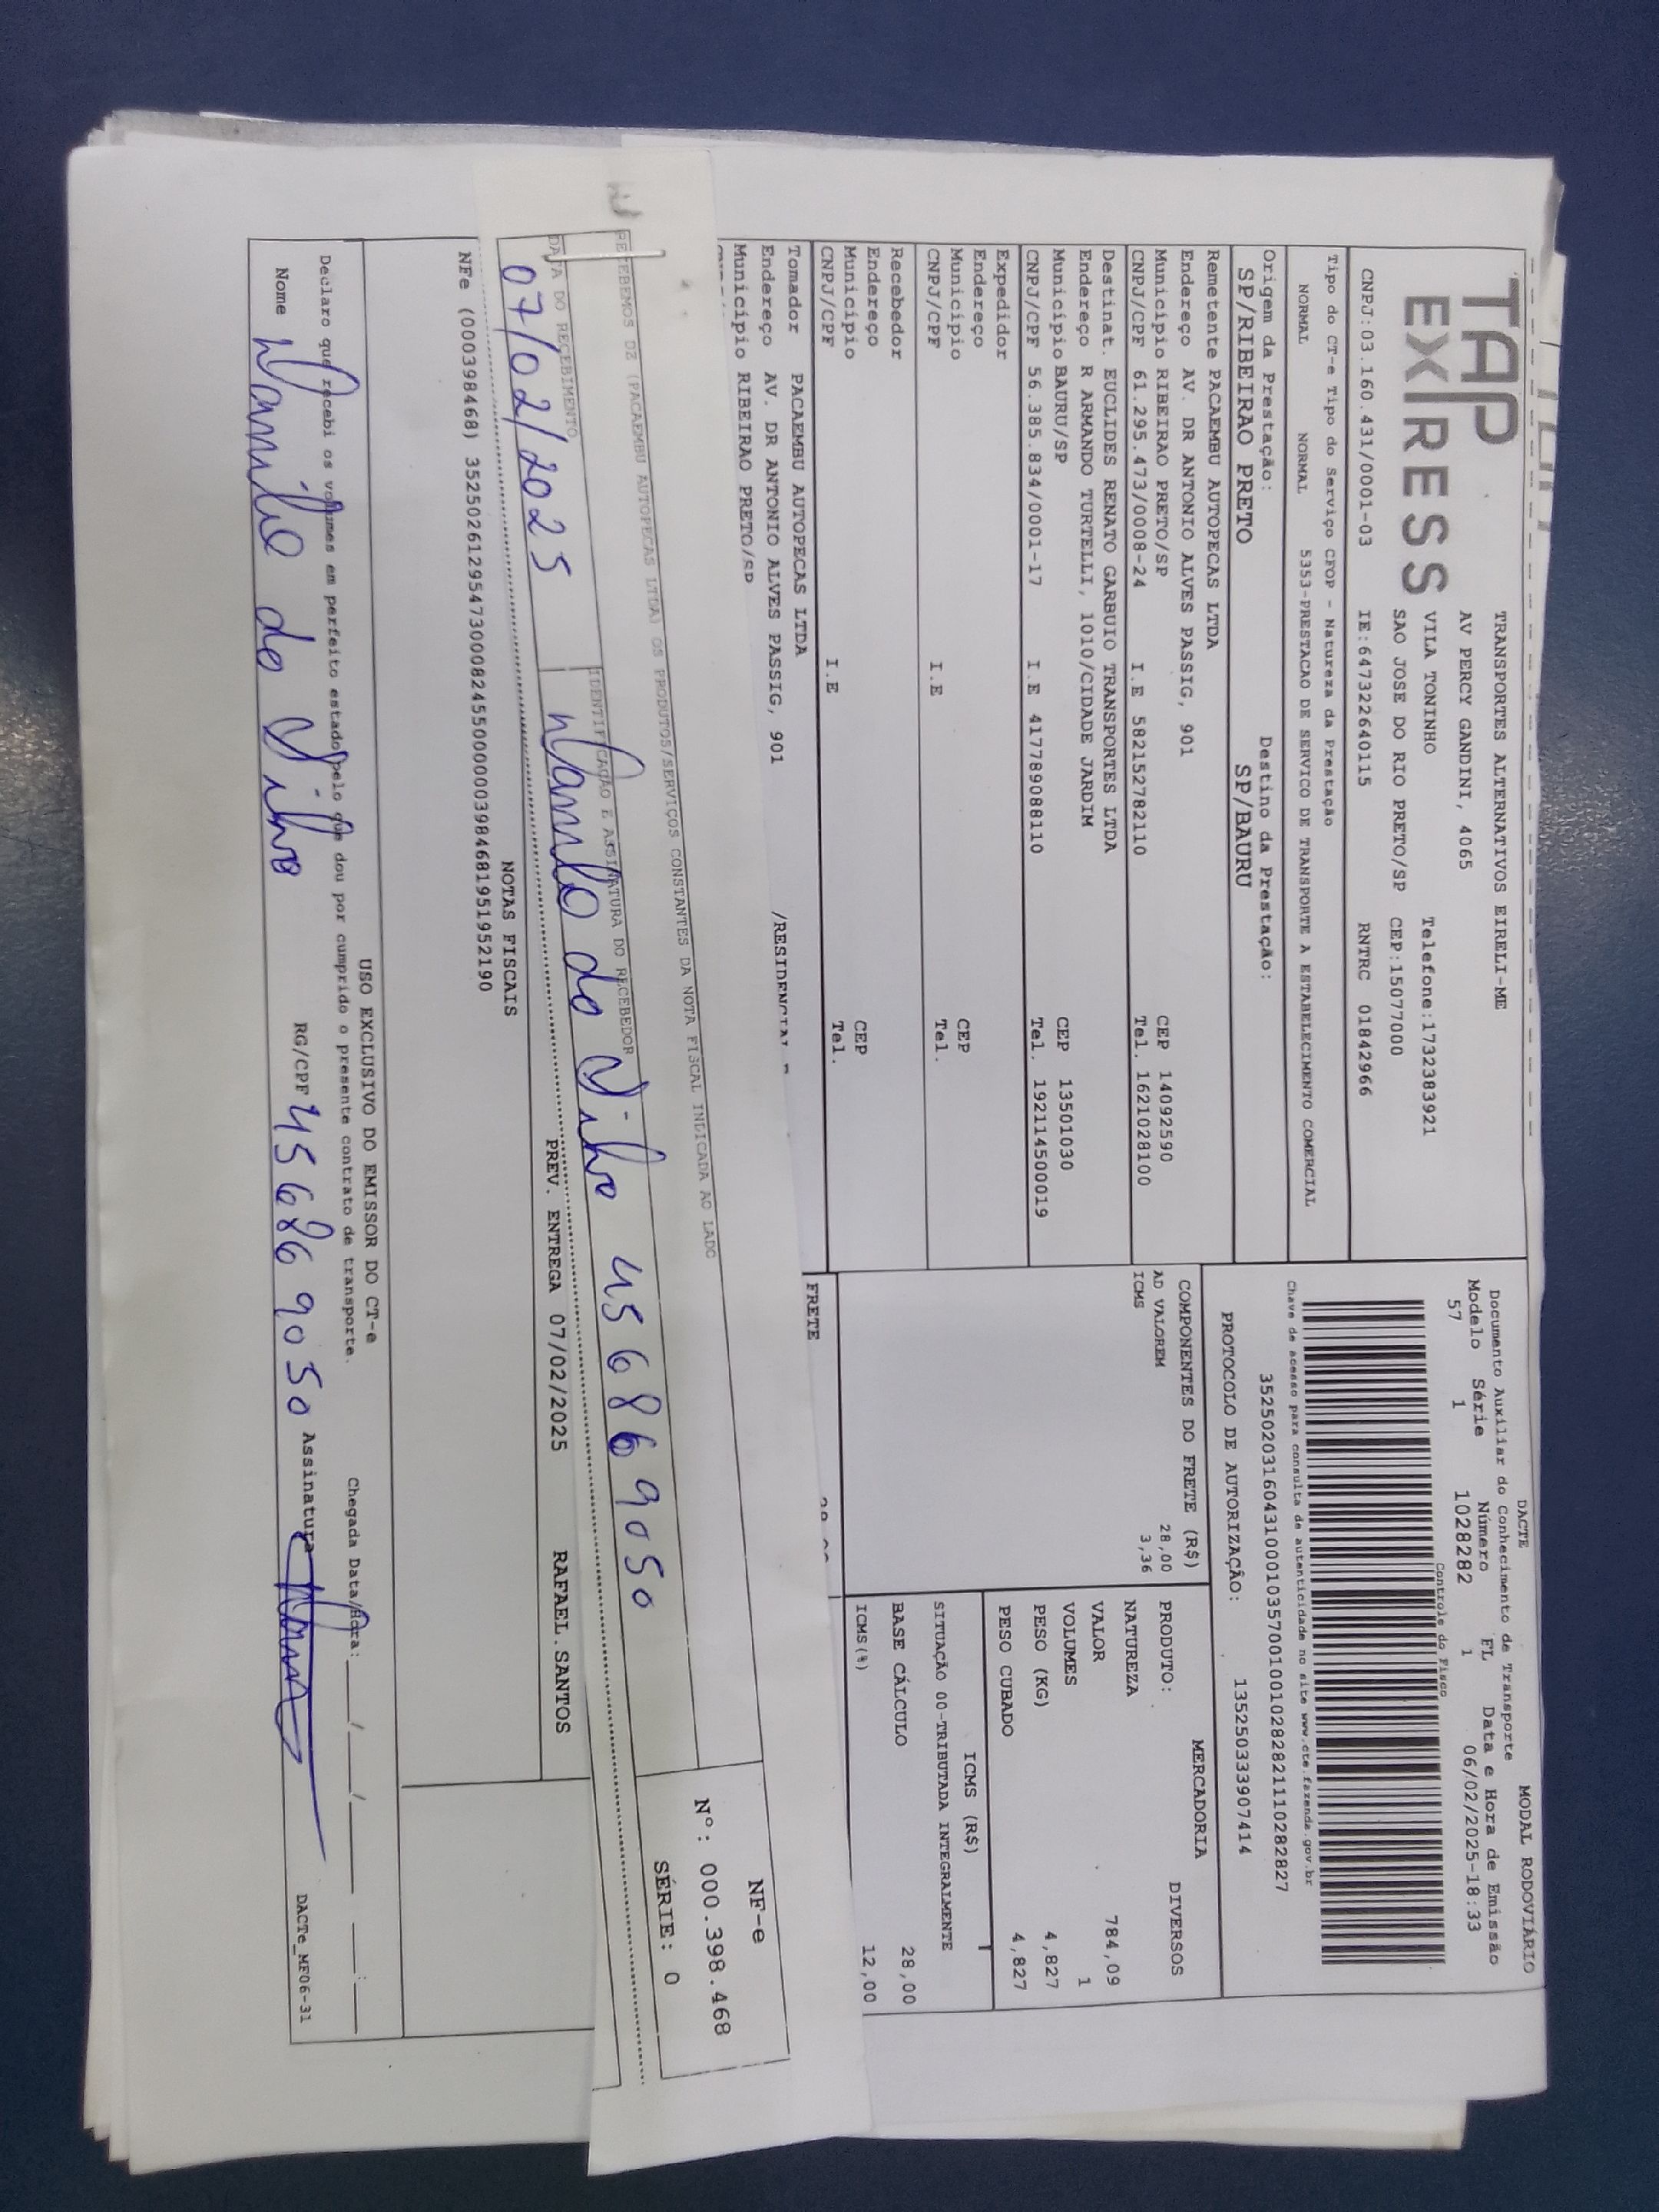 TAP EXPRESS
TRANSPORTES ALTERNATIVOS EIRELI-ME
AV PERCY GANDINI, 4065
VILA TONINHO Telefone:1732383921
SAO JOSE DO RIO PRETO/SP CEP:15077000
CNPJ:03.160.431/0001-03 IE:647322640115 RNTRC 01842966
DACTE MODAL RODOVIÁRIO
Documento Auxiliar do Conhecimento de Transporte
Modelo Série Número FL Data e Hora de Emissão
57 1 1028282 1 06/02/2025-18:33
Controle do Fisco
Tipo do CT-e Tipo do Serviço CFOP - Natureza da Prestação
NORMAL NORMAL 5353-PRESTACAO DE SERVICO DE TRANSPORTE A ESTABELECIMENTO COMERCIAL
Chave de acesso para consulta de autenticidade no site www.cte.fazenda.gov.br
35250203160431000103570010010282821110282827
PROTOCOLO DE AUTORIZAÇÃO: 135250333907414
Origem da Prestação: Destino da Prestação:
SP/RIBEIRAO PRETO SP/BAURU
Remetente PACAEMBU AUTOPECAS LTDA
Endereço AV. DR ANTONIO ALVES PASSIG, 901
Município RIBEIRAO PRETO/SP CEP 14092590
CNPJ/CPF 61.295.473/0008-24 I.E 582152782110 Tel. 1621028100
Destinat. EUCLIDES RENATO GARBUIO TRANSPORTES LTDA
Endereço R ARMANDO TURTELLI, 1010/CIDADE JARDIM
Município BAURU/SP CEP 13501030
CNPJ/CPF 56.385.834/0001-17 I.E 417789088110 Tel. 19211450​0019
Expedidor
Endereço
Município CEP
CNPJ/CPF I.E Tel.
Recebedor
Endereço
Município CEP
CNPJ/CPF I.E Tel.
Tomador PACAEMBU AUTOPECAS LTDA
Endereço AV. DR ANTONIO ALVES PASSIG, 901
Município RIBEIRAO PRETO/SP
COMPONENTES DO FRETE (R$)
AD VALOREM 28,00
ICMS 3,36
FRETE
MERCADORIA
PRODUTO: DIVERSOS
NATUREZA
VALOR 784,09
VOLUMES 1
PESO (KG) 4,827
PESO CUBADO 4,827
ICMS (R$)
SITUAÇÃO 00-TRIBUTADA INTEGRALMENTE
BASE CÁLCULO 28,00
ICMS(%) 12,00
RECEBEMOS DE (PACAEMBU AUTOPECAS LTDA) OS PRODUTOS/SERVIÇOS CONSTANTES DA NOTA FISCAL INDICADA AO LADO
NF-e
Nº: 000.398.468
SÉRIE: 0
DATA DO RECEBIMENTO IDENTIFICAÇÃO E ASSINATURA DO RECEBEDOR
07/02/2025 456869050
PREV. ENTREGA 07/02/2025 RAFAEL.SANTOS
NOTAS FISCAIS
NFe (000398468) 35250261295473000824550000003984681951952190
USO EXCLUSIVO DO EMISSOR DO CT-e
Declaro que recebi os volumes em perfeito estado pelo que dou por cumprido o presente contrato de transporte.
Chegada Data/Hora: ___/___/____ ___:___
Nome RG/CPF 456869050 Assinatura
DACTe_MF06-31